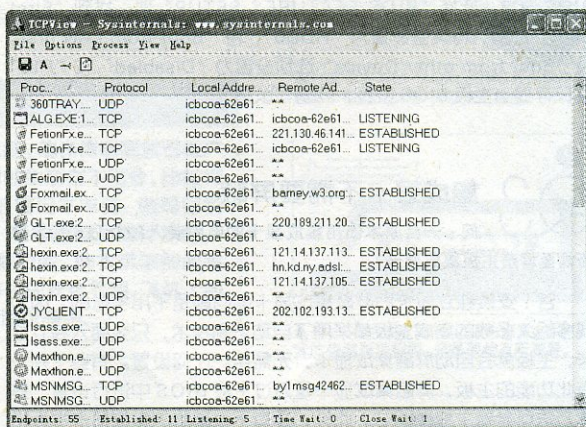 TCPView - Sysinternals: www.sysinternals.com
File Options Process View Help
A
Proc... / Protocol Local Addre... Remote Ad... State
360TRAY... UDP icbcoa-62e61... *:*
ALG.EXE:1... TCP icbcoa-62e61... icbcoa-62e61... LISTENING
FetionFx.e... TCP icbcoa-62e61... 221.130.46.141... ESTABLISHED
FetionFx.e... TCP icbcoa-62e61... icbcoa-62e61... LISTENING
FetionFx.e... UDP icbcoa-62e61... *:*
FetionFx.e... UDP icbcoa-62e61... *:*
Foxmail.ex... TCP icbcoa-62e61... barney.w3.org:... ESTABLISHED
Foxmail.ex... UDP icbcoa-62e61... *:*
GLT.exe:2... TCP icbcoa-62e61... 220.189.211.20... ESTABLISHED
GLT.exe:2... UDP icbcoa-62e61... *:*
hexin.exe:2... TCP icbcoa-62e61... 121.14.137.113... ESTABLISHED
hexin.exe:2... TCP icbcoa-62e61... hn.kd.ny.adsl:... ESTABLISHED
hexin.exe:2... TCP icbcoa-62e61... 121.14.137.105... ESTABLISHED
hexin.exe:2... UDP icbcoa-62e61... *:*
JYCLIENT... TCP icbcoa-62e61... 202.102.193.13... ESTABLISHED
lsass.exe:... UDP icbcoa-62e61... *:*
lsass.exe:... UDP icbcoa-62e61... *:*
Maxthon.e... UDP icbcoa-62e61... *:*
Maxthon.e... UDP icbcoa-62e61... *:*
MSNMSG... TCP icbcoa-62e61... by1msg42462... ESTABLISHED
MSNMSG... UDP icbcoa-62e61... *:*
Endpoints: 55 Established: 11 Listening: 5 Time Wait: 0 Close Wait: 1